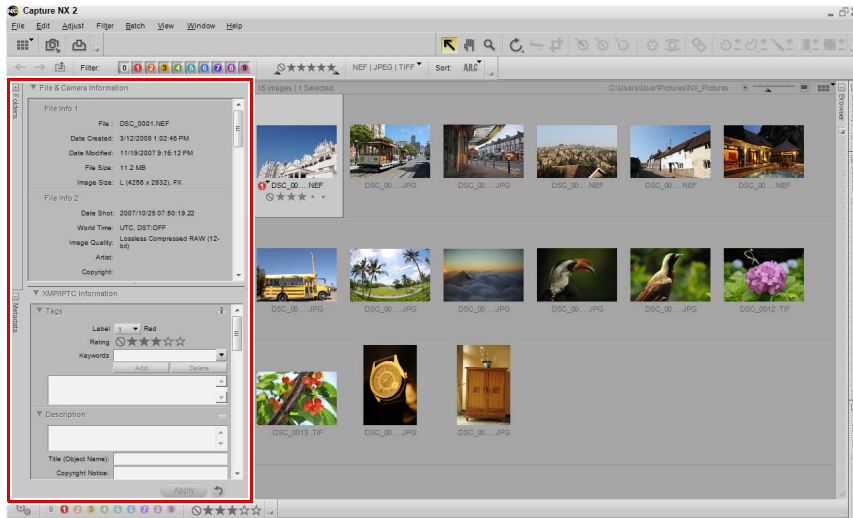 Capture NX 2
File Edit Adjust Filter Batch View Window Help
Filter: 0 1 2 3 4 5 6 7 8 9 NEF | JPEG | TIFF Sort: ABC
Folders
File & Camera Information
15 images | 1 Selected
C:\Users\User\Pictures\NX_Pictures
Browser
File Info 1
File : DSC_0001.NEF
Date Created: 3/12/2008 1:02:46 PM
Date Modified: 11/19/2007 9:16:12 PM
File Size: 11.2 MB
Image Size: L (4256 x 2832), FX
File Info 2
Date Shot: 2007/10/25 07:50:19.22
World Time: UTC, DST:OFF
Image Quality: Lossless Compressed RAW (12-
bit)
Artist:
Copyright:
1 DSC_00....NEF
DSC_00....JPG
DSC_00....JPG
DSC_00....NEF
DSC_00....NEF
DSC_00....NEF
Metadata
XMP/IPTC Information
Tags
Label 1 Red
Rating
Keywords
Add Delete
Description
Title (Object Name):
Copyright Notice:
Apply
DSC_00....JPG
DSC_00....JPG
DSC_00....JPG
DSC_00....JPG
DSC_00....JPG
DSC_0012.TIF
DSC_0013.TIF
DSC_00....JPG
DSC_00....JPG
0 1 2 3 4 5 6 7 8 9